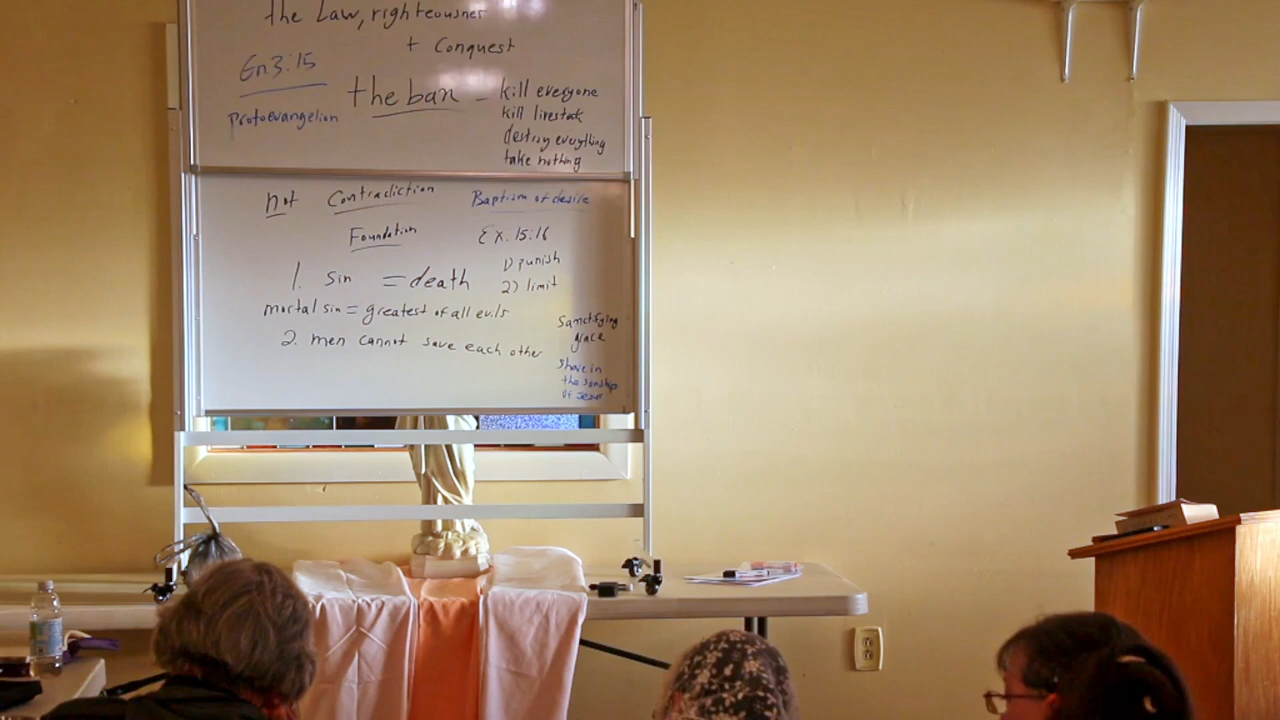 the Law, righteousness
+ Conquest
Gn 3:15
protoevangelion
the ban – kill everyone
kill livestock
destroy everything
take nothing
not Contradiction
Foundation
1. sin = death
mortal sin = greatest of all evils
2. men cannot save each other
Baptism of desire
Ex. 15:16
1) punish
2) limit
Sanctifying
grace
share in
the sonship
of Jesus